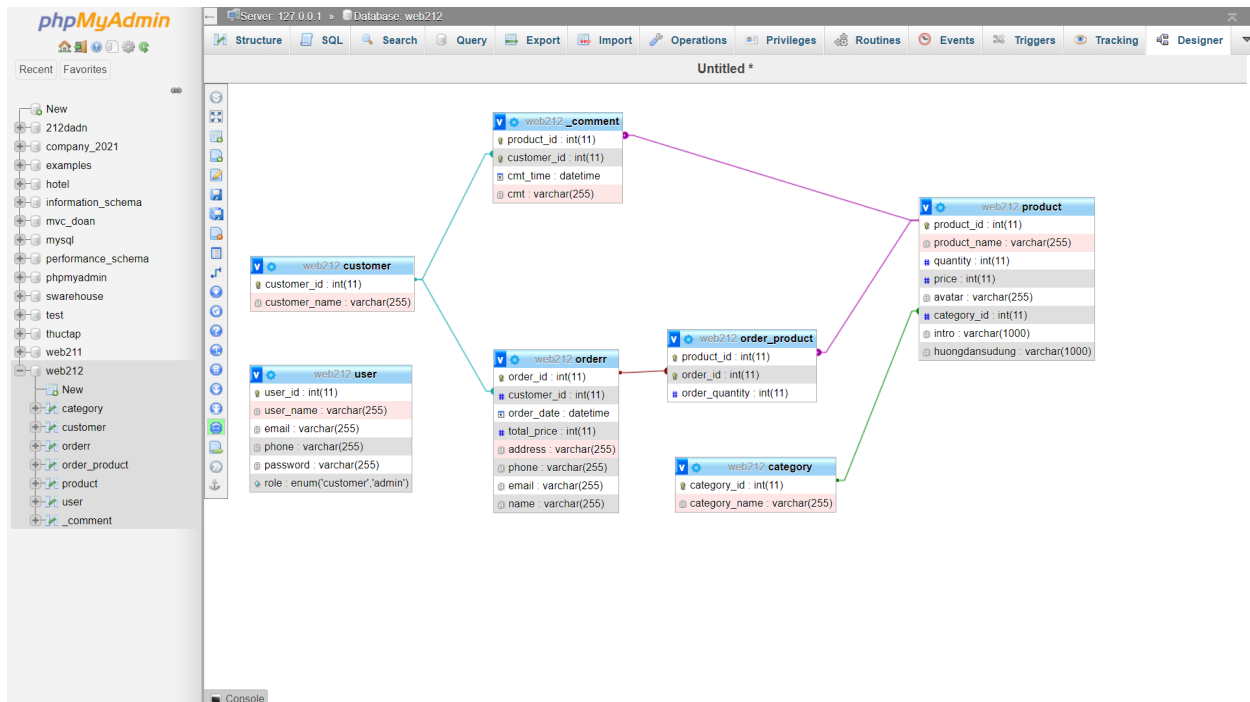 phpMyAdmin
Recent Favorites
New
212dadn
company_2021
examples
hotel
information_schema
mvc_doan
mysql
performance_schema
phpmyadmin
swarehouse
test
thuctap
web211
web212
New
category
customer
orderr
order_product
product
user
_comment
Server: 127.0.0.1 » Database: web212
Structure SQL Search Query Export Import Operations Privileges Routines Events Triggers Tracking Designer
Untitled *
v web212 _comment
product_id : int(11)
customer_id : int(11)
cmt_time : datetime
cmt : varchar(255)
v web212 product
product_id : int(11)
product_name : varchar(255)
# quantity : int(11)
# price : int(11)
avatar : varchar(255)
# category_id : int(11)
intro : varchar(1000)
huongdansudung : varchar(1000)
v web212 customer
customer_id : int(11)
customer_name : varchar(255)
v web212 order_product
product_id : int(11)
order_id : int(11)
# order_quantity : int(11)
v web212 orderr
order_id : int(11)
# customer_id : int(11)
order_date : datetime
# total_price : int(11)
address : varchar(255)
phone : varchar(255)
email : varchar(255)
name : varchar(255)
v web212 user
user_id : int(11)
user_name : varchar(255)
email : varchar(255)
phone : varchar(255)
password : varchar(255)
role : enum('customer','admin')
v web212 category
category_id : int(11)
category_name : varchar(255)
Console